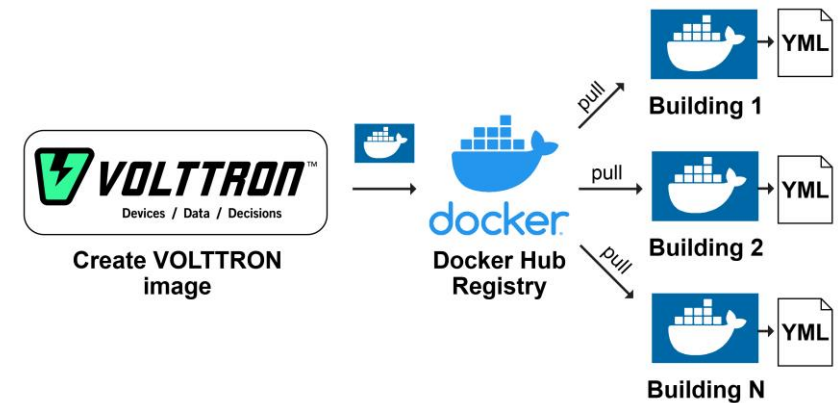 VOLTTRON™
Devices / Data / Decisions
Create VOLTTRON
image
docker
Docker Hub
Registry
pull
Building 1
YML
pull
Building 2
YML
pull
Building N
YML